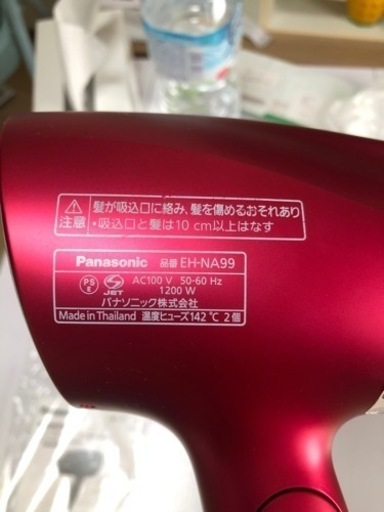 注意 髪が吸込口に絡み、髪を傷めるおそれあり
・吸込口と髪は10 cm以上はなす
Panasonic 品番 EH-NA99
PS E JET AC100 V 50-60 Hz
1200 W
パナソニック株式会社
Made in Thailand 温度ヒューズ142 ℃ 2 個